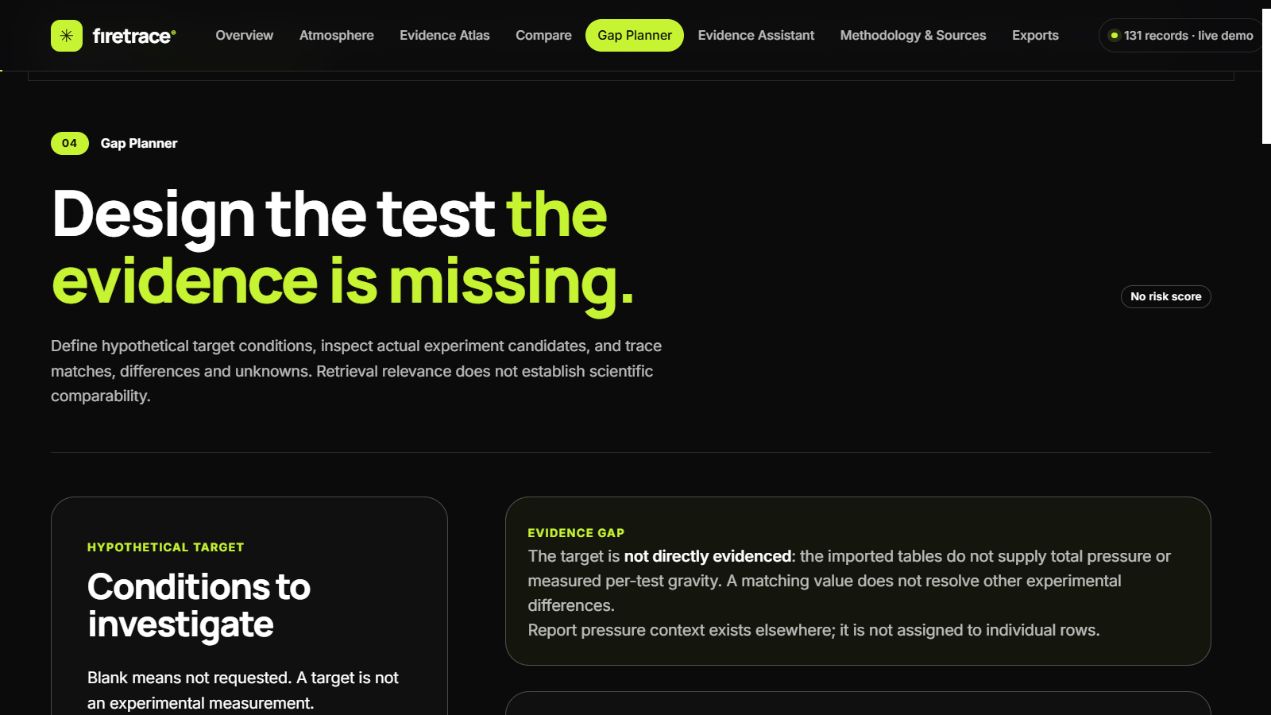 firetrace
Overview
Atmosphere
Evidence Atlas
Compare
Gap Planner
Evidence Assistant
Methodology & Sources
Exports
131 records · live demo
04
Gap Planner
Design the test the
evidence is missing.
No risk score
Define hypothetical target conditions, inspect actual experiment candidates, and trace
matches, differences and unknowns. Retrieval relevance does not establish scientific
comparability.
HYPOTHETICAL TARGET
Conditions to
investigate
Blank means not requested. A target is not
an experimental measurement.
EVIDENCE GAP
The target is not directly evidenced: the imported tables do not supply total pressure or
measured per-test gravity. A matching value does not resolve other experimental
differences.
Report pressure context exists elsewhere; it is not assigned to individual rows.